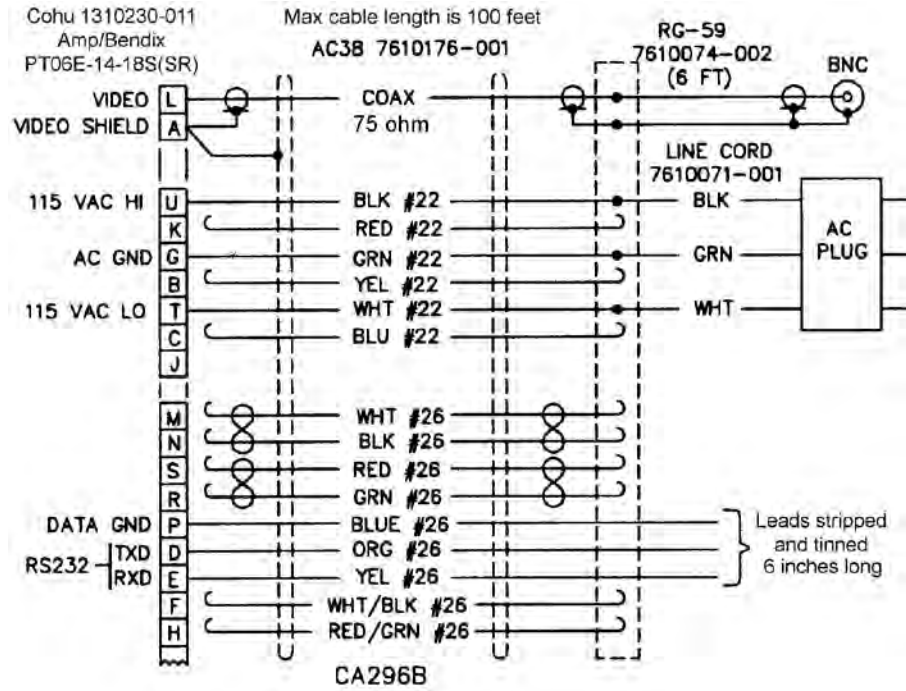 Cohu 1310230-011
Amp/Bendix
PT06E-14-18S(SR)
Max cable length is 100 feet
AC3B 7610176-001
RG-59
7610074-002
(6 FT)
BNC
VIDEO L COAX
VIDEO SHIELD A 75 ohm
LINE CORD
7610071-001
115 VAC HI U BLK #22 BLK
K RED #22
AC GND G GRN #22 GRN
B YEL #22
115 VAC LO T WHT #22 WHT
C BLU #22
J
AC
PLUG
M WHT #26
N BLK #26
S RED #26
R GRN #26
DATA GND P BLUE #26
RS232 TXD D ORG #26
RXD E YEL #26
F WHT/BLK #26
H RED/GRN #26
Leads stripped
and tinned
6 inches long
CA296B